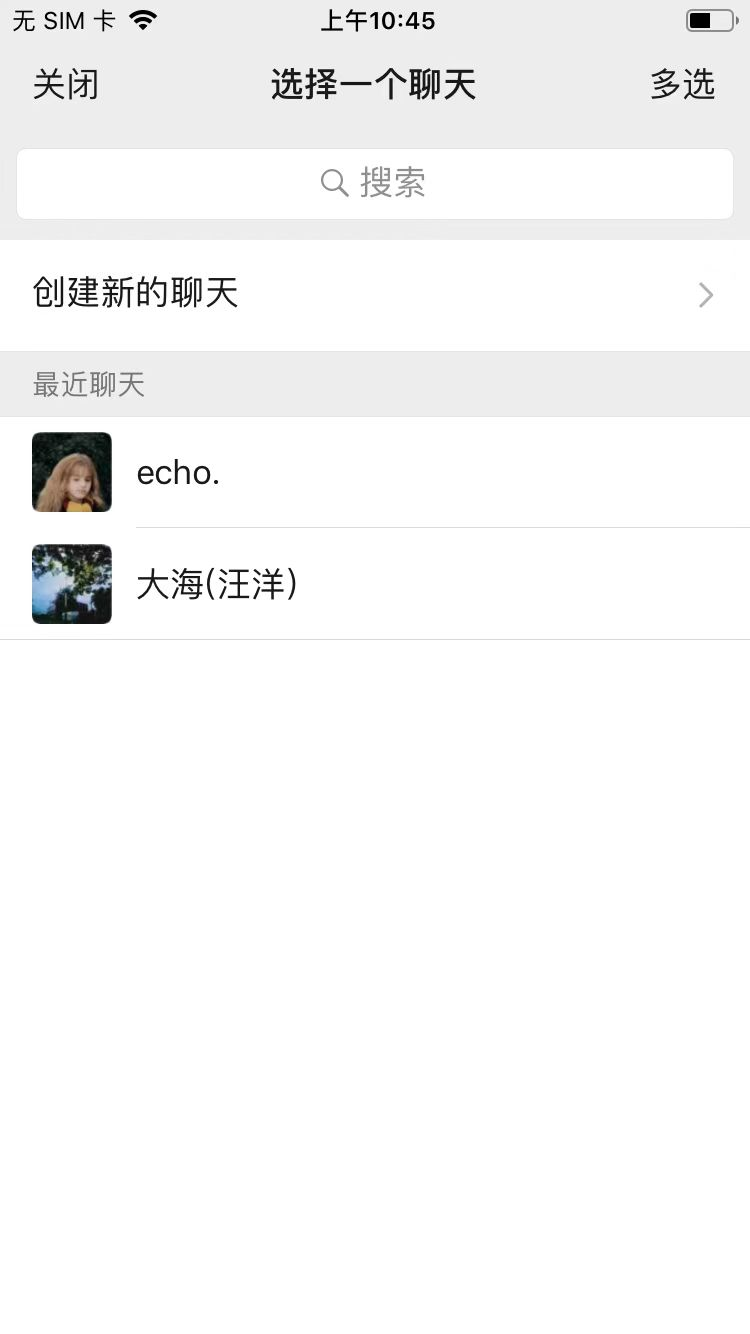 无 SIM 卡 上午10:45
关闭 选择一个聊天 多选
搜索
创建新的聊天
最近聊天
echo.
大海(汪洋)